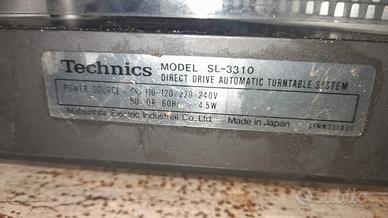 Technics MODEL SL-3310
DIRECT DRIVE AUTOMATIC TURNTABLE SYSTEM
POWER SOURCE: ∿ 110-120/220-240V
50 OR 60Hz 4.5W
Matsushita Electric Industrial Co., Ltd. Made in Japan
subito